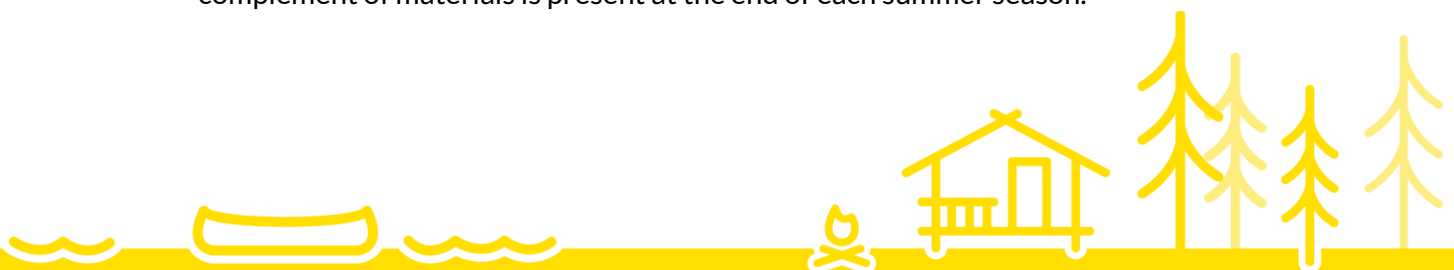 complement of materials is present at the end of each summer season.